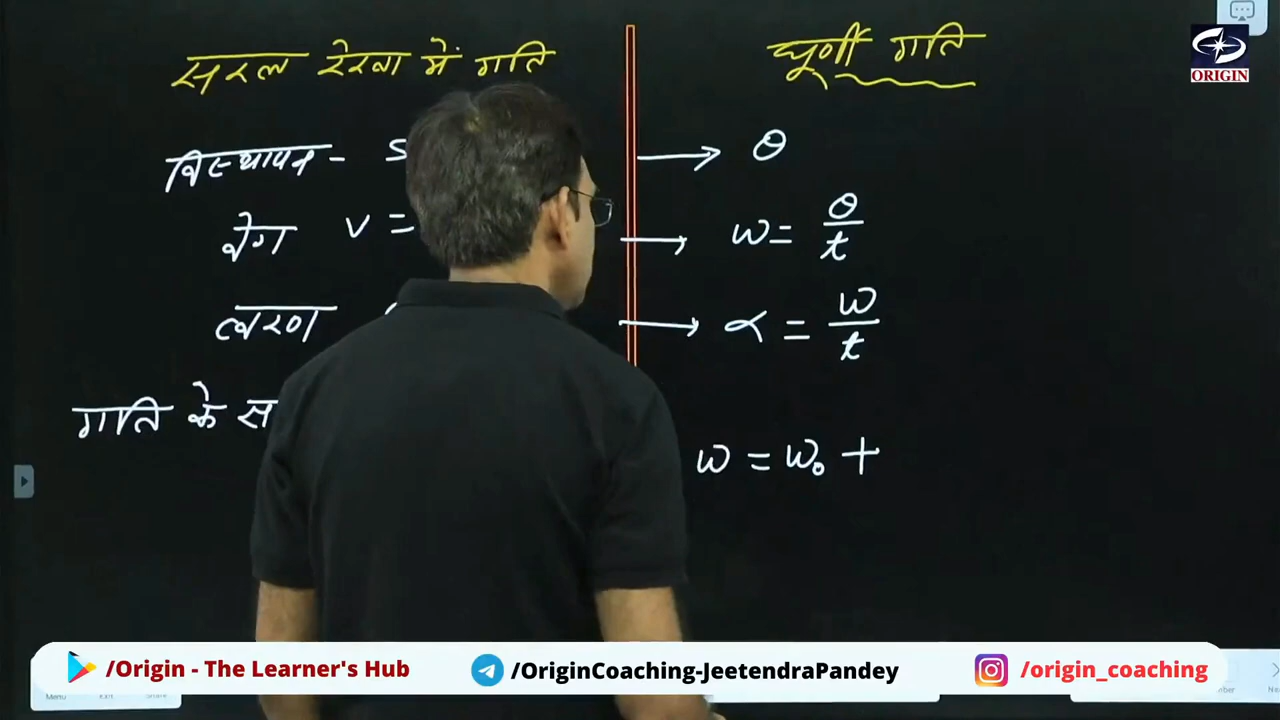 सरल रेखा में गति
घूर्णी गति
ORIGIN
विस्थापन - s → θ
वेग v = → ω = θ/t
त्वरण → α = ω/t
गति के स
ω = ω₀ +
/Origin - The Learner's Hub
/OriginCoaching-JeetendraPandey
/origin_coaching